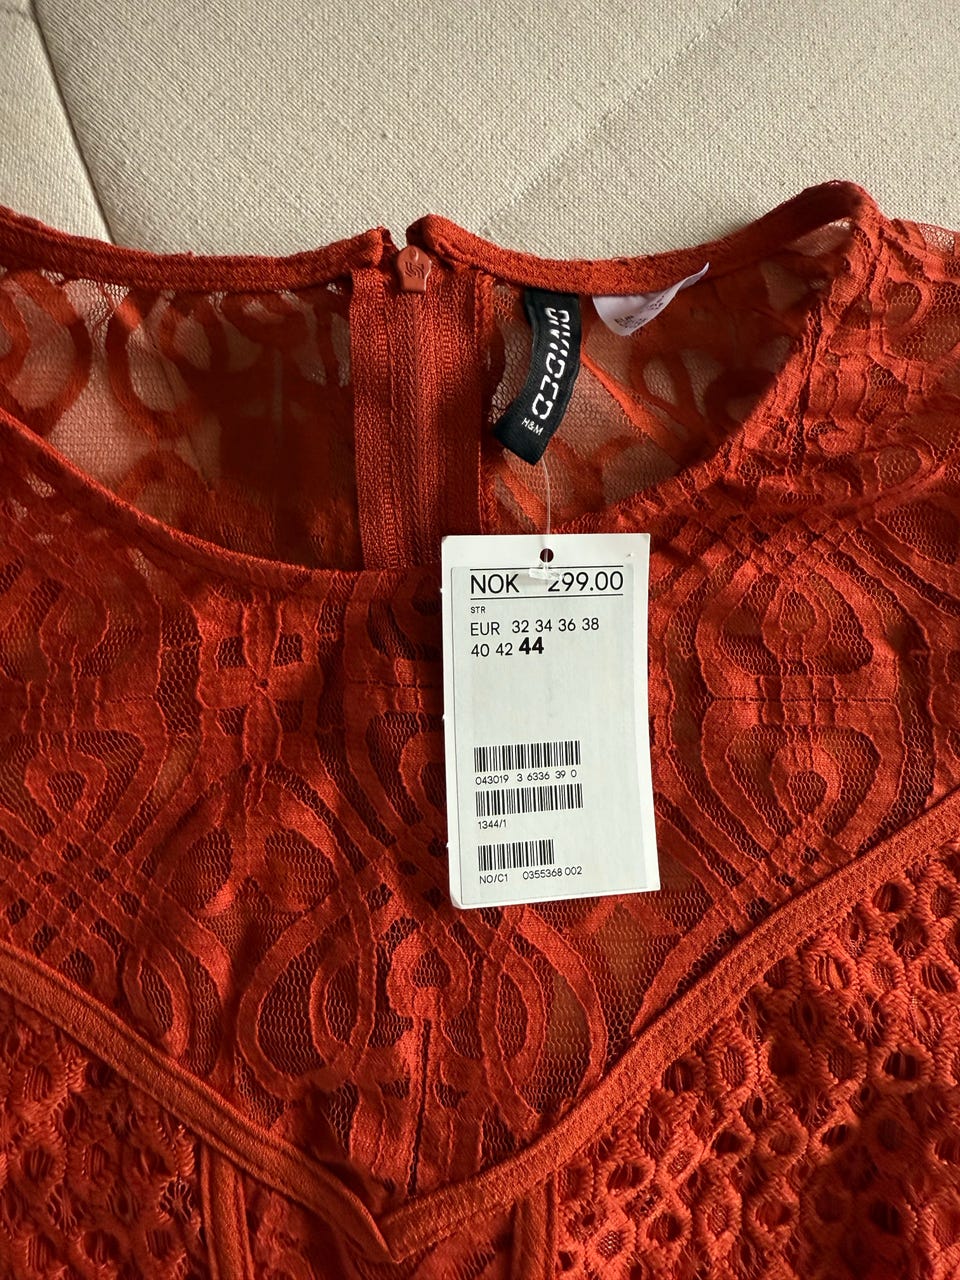 DIVIDED
H&M
NOK 299.00
STR
EUR 32 34 36 38
40 42 44
043019 3 6336 39 0
1344/1
NO/C1 0355368 002